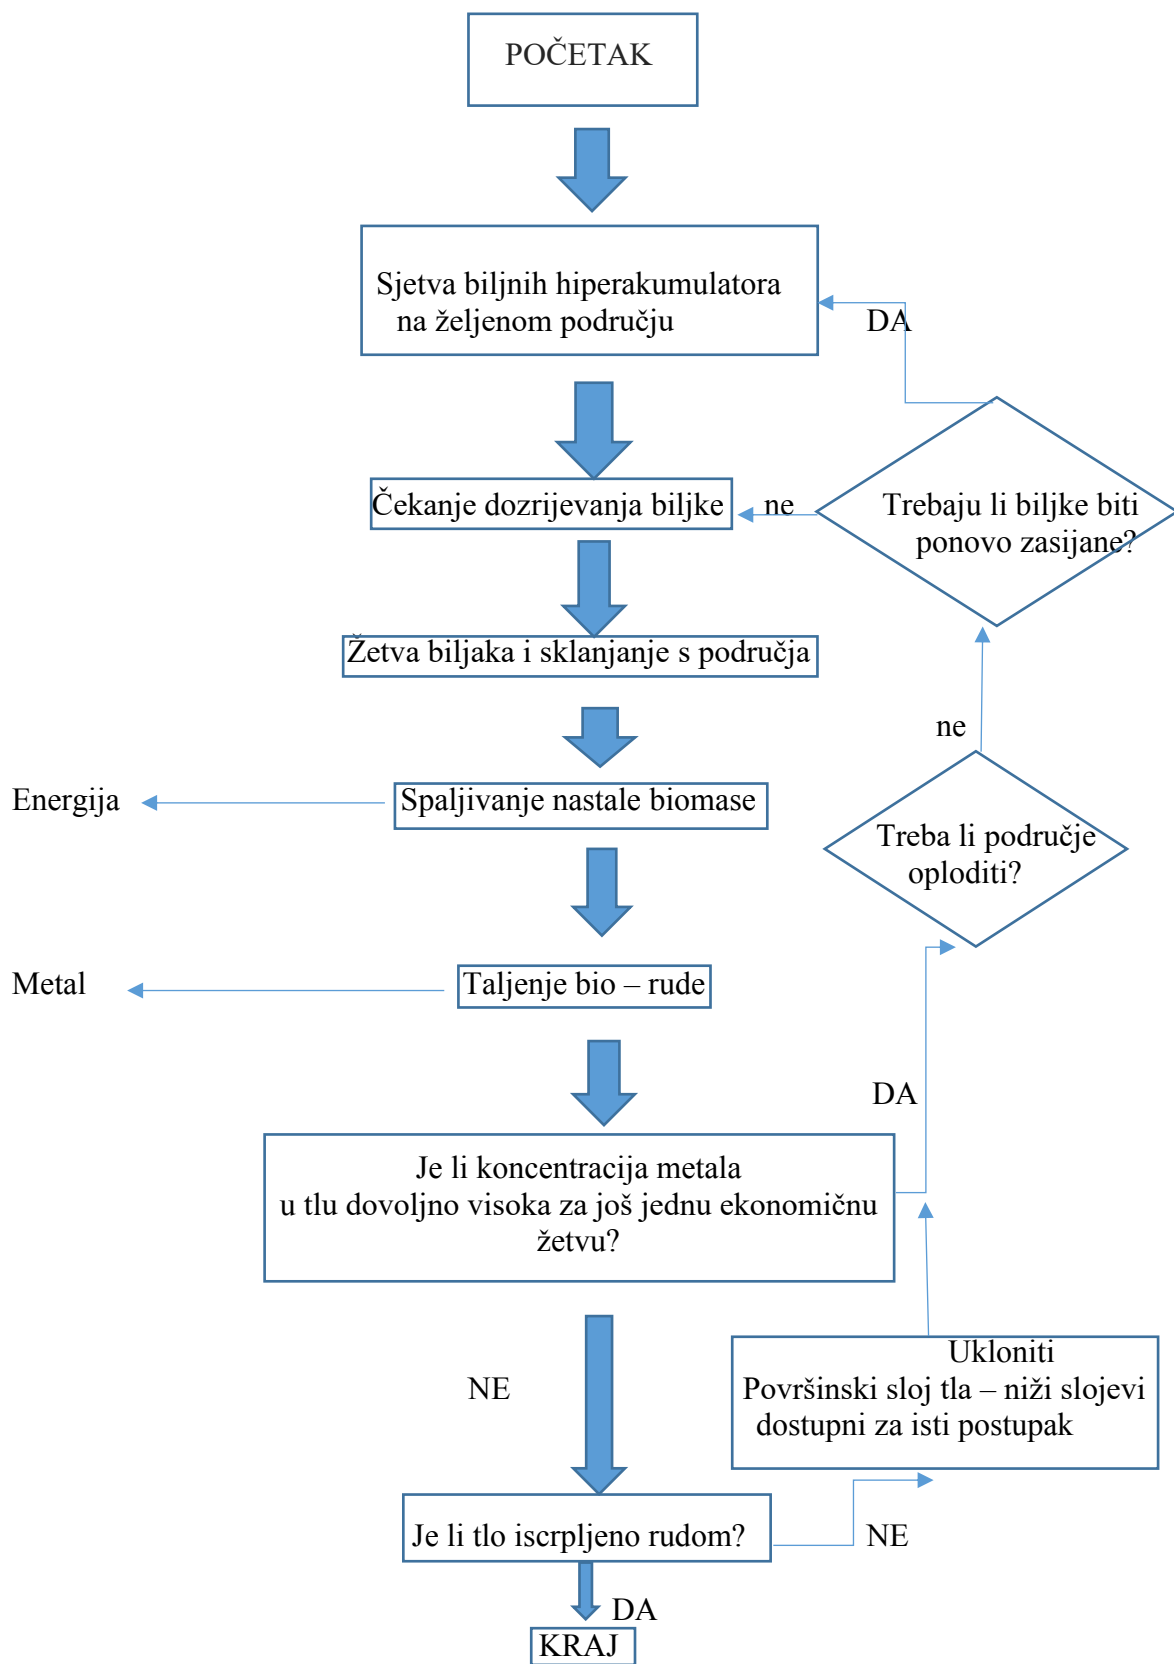 POČETAK
Sjetva biljnih hiperakumulatora
na željenom području
DA
Čekanje dozrijevanja biljke
ne
Trebaju li biljke biti
ponovo zasijane?
Žetva biljaka i sklanjanje s područja
ne
Energija
Spaljivanje nastale biomase
Treba li područje
oploditi?
Metal
Taljenje bio – rude
DA
Je li koncentracija metala
u tlu dovoljno visoka za još jednu ekonomičnu
žetvu?
NE
Ukloniti
Površinski sloj tla – niži slojevi
dostupni za isti postupak
Je li tlo iscrpljeno rudom?
NE
DA
KRAJ